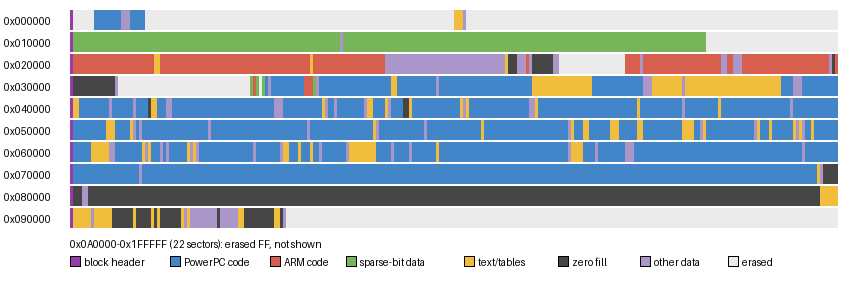 0x000000
0x010000
0x020000
0x030000
0x040000
0x050000
0x060000
0x070000
0x080000
0x090000
0x0A0000-0x1FFFFF (22 sectors): erased FF, not shown
block header PowerPC code ARM code sparse-bit data text/tables zero fill other data erased